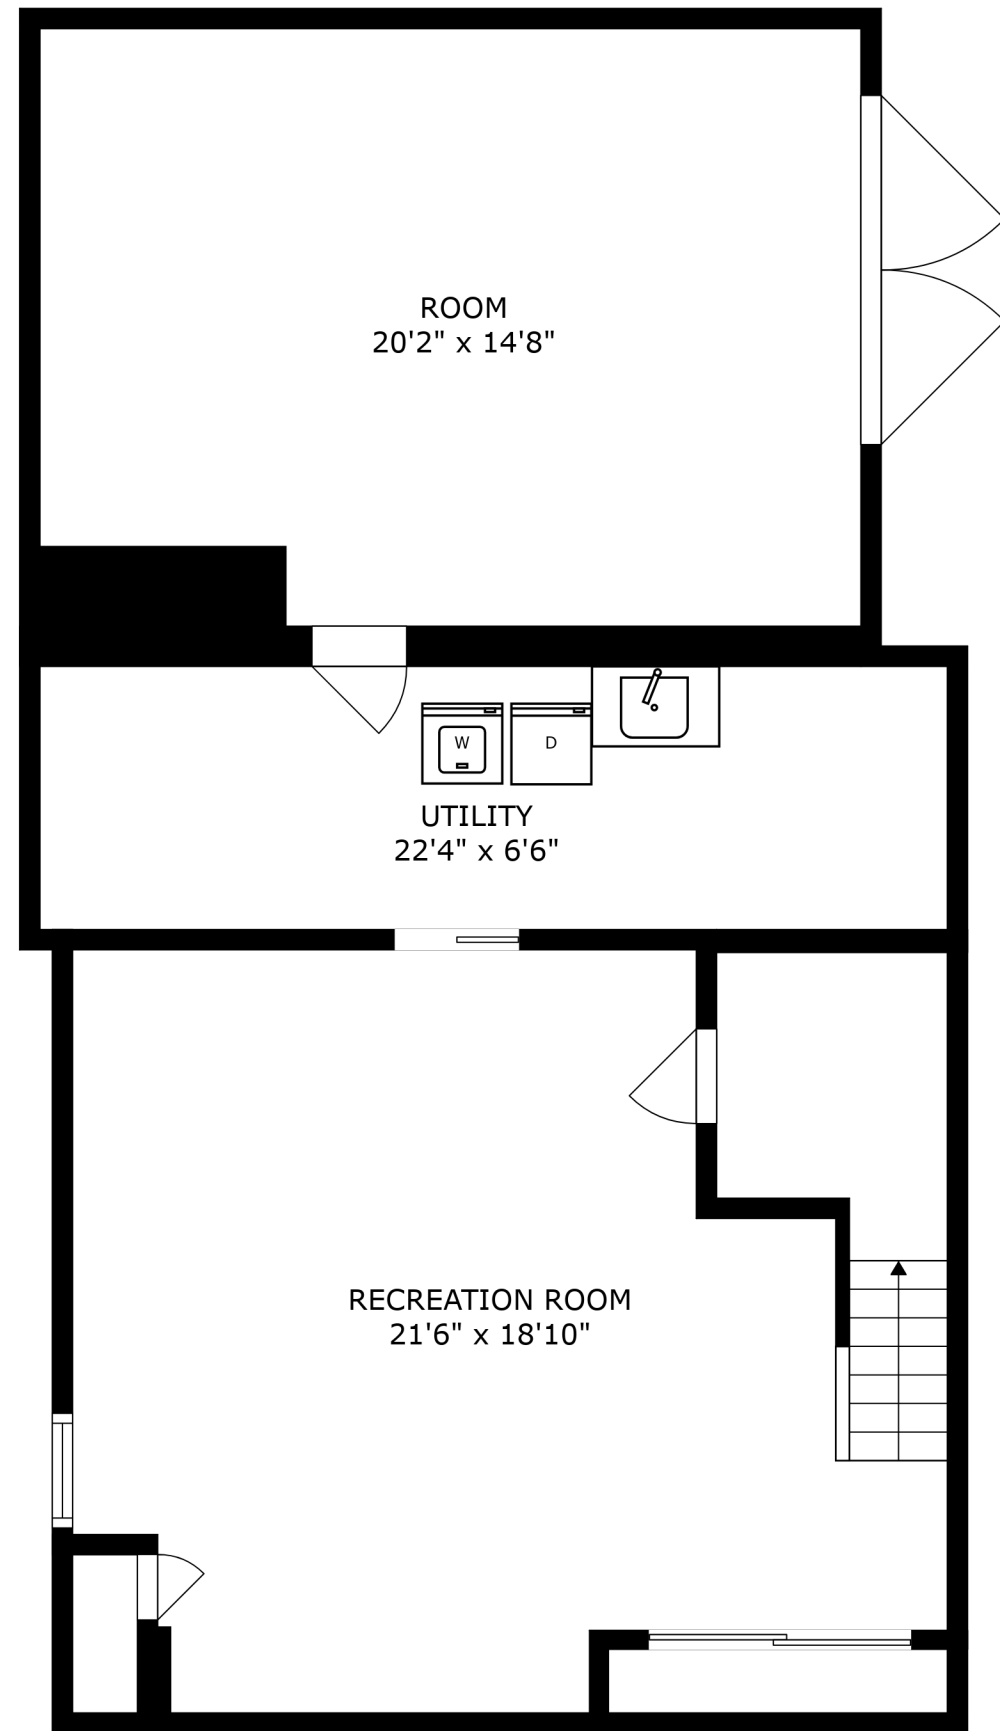 ROOM
20'2" x 14'8"
W
D
UTILITY
22'4" x 6'6"
RECREATION ROOM
21'6" x 18'10"